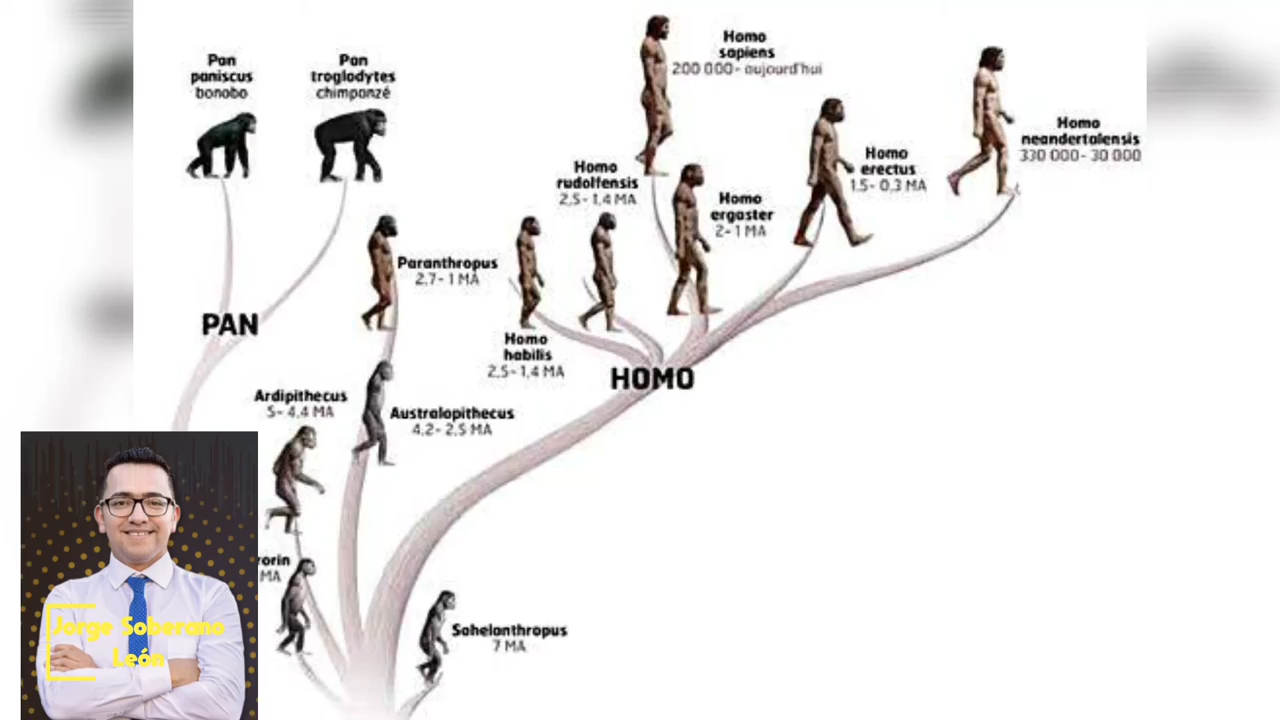 Pan
paniscus
bonobo
Pan
troglodytes
chimpanzé
Homo
sapiens
200 000- aujourd'hui
Homo
neandertalensis
330 000- 30 000
Homo
erectus
1.5- 0,3 MA
Homo
rudolfensis
2,5- 1,4 MA
Homo
ergaster
2- 1 MA
Paranthropus
2,7- 1 MA
PAN
Homo
habilis
2,5- 1,4 MA
HOMO
Ardipithecus
5- 4,4 MA
Australopithecus
4,2- 2,5 MA
rorin
MA
Sahelanthropus
7 MA
Jorge Soberano
León